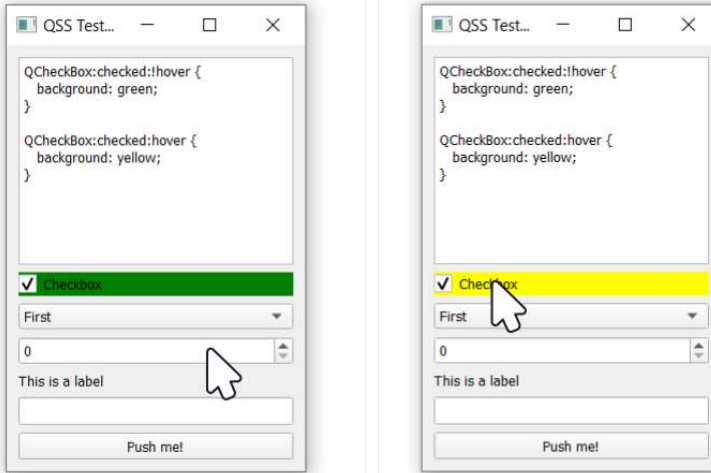 QSS Test...
QCheckBox:checked:!hover {
background: green;
}
QCheckBox:checked:hover {
background: yellow;
}
Checkbox
First
0
This is a label
Push me!
QSS Test...
QCheckBox:checked:!hover {
background: green;
}
QCheckBox:checked:hover {
background: yellow;
}
Checkbox
First
0
This is a label
Push me!